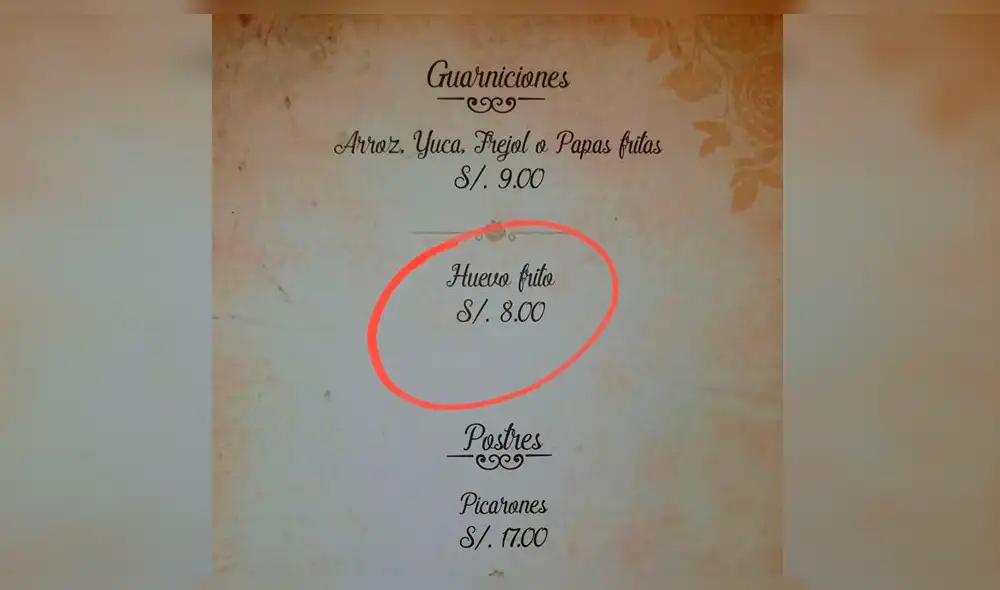 Guarniciones
Arroz, Yuca, Frejol o Papas fritas
S/. 9.00
Huevo frito
S/. 8.00
Postres
Picarones
S/. 17.00